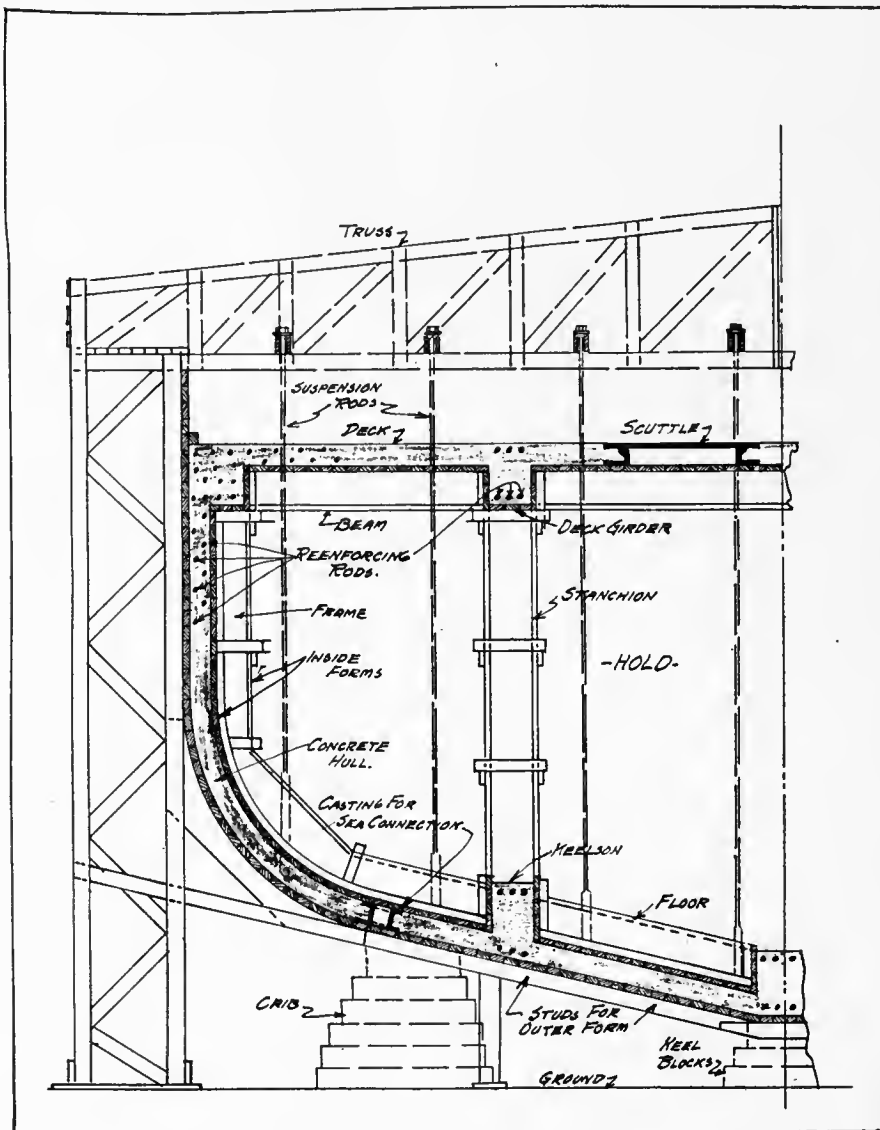 TRUSS
SUSPENSION
RODS
DECK
SCUTTLE
BEAM
DECK GIRDER
REENFORCING
RODS.
STANCHION
FRAME
INSIDE
FORMS
-HOLD-
CONCRETE
HULL.
CASTING FOR
SEA CONNECTION
KEELSON
FLOOR
CRIB
STUDS FOR
OUTER FORM
KEEL
BLOCKS
GROUND